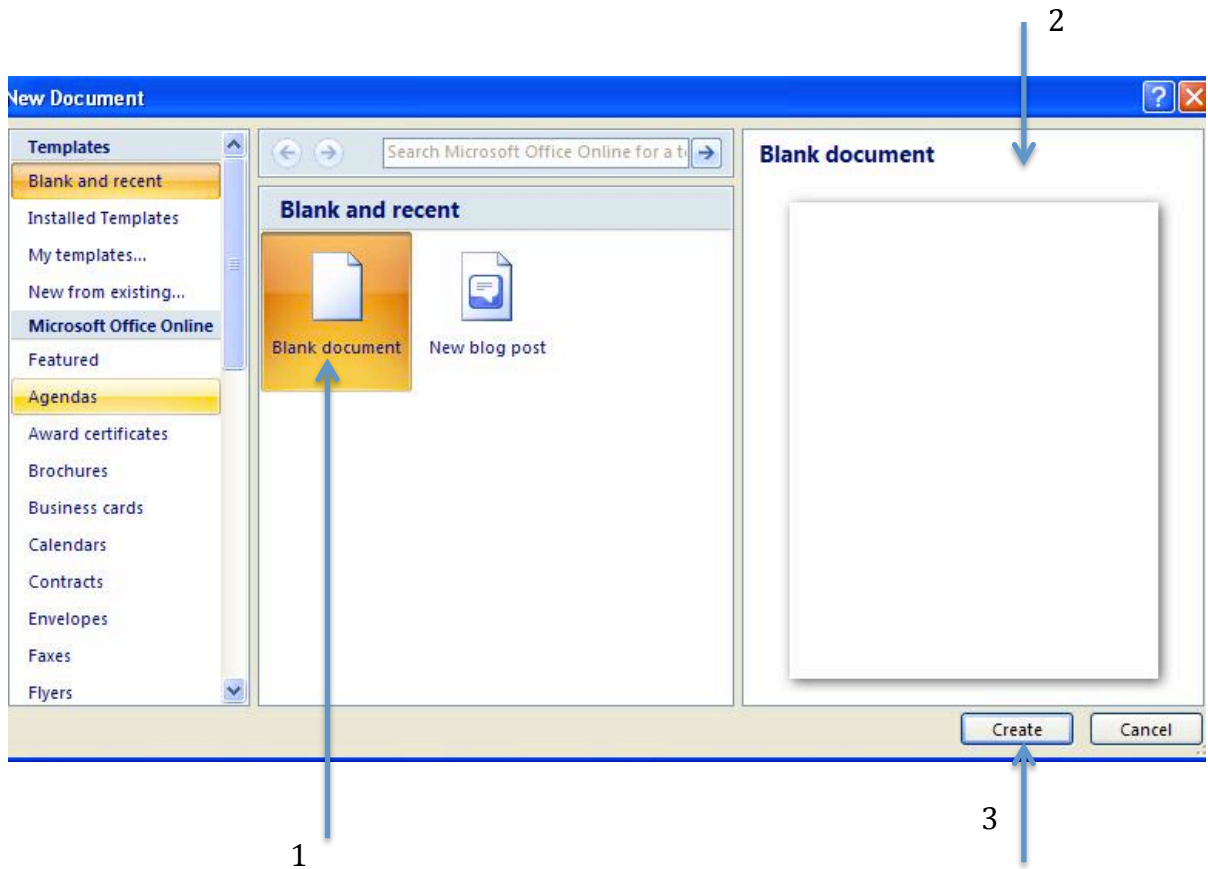 2
New Document
?
Templates
Blank and recent
Installed Templates
My templates...
New from existing...
Microsoft Office Online
Featured
Agendas
Award certificates
Brochures
Business cards
Calendars
Contracts
Envelopes
Faxes
Flyers
Search Microsoft Office Online for a
Blank and recent
Blank document
New blog post
Blank document
Create
Cancel
1
3